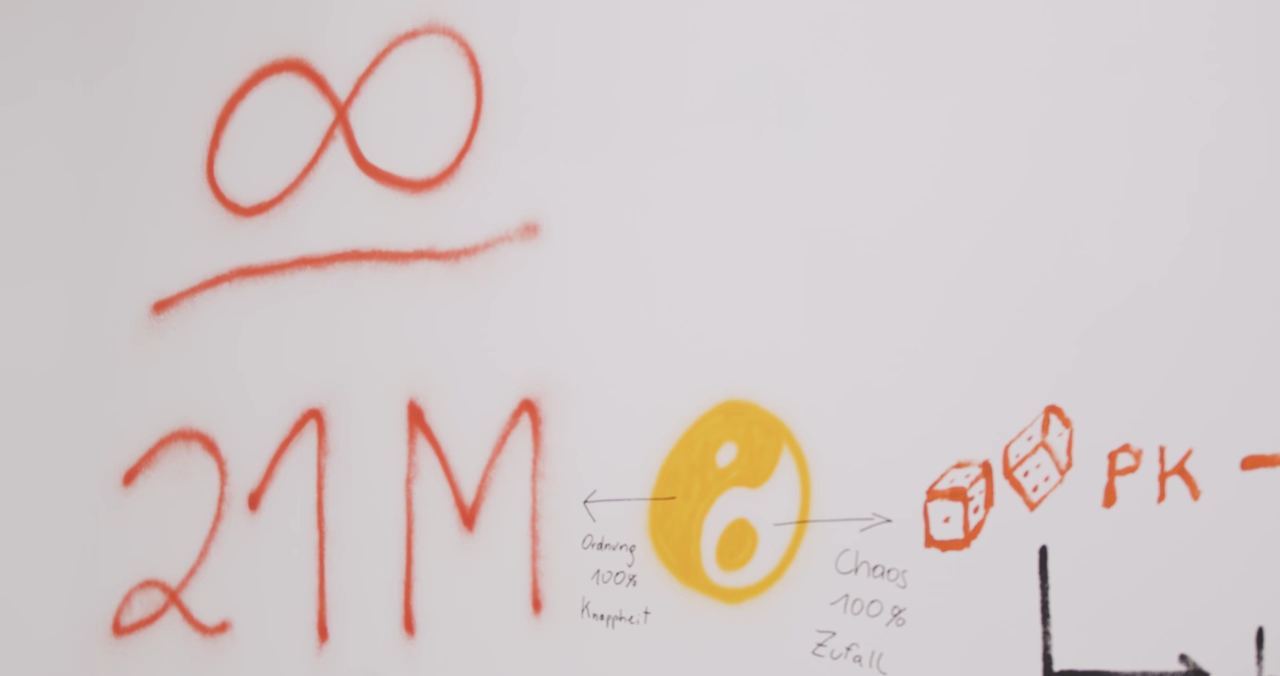 ∞
21M
Ordnung
100%
Knappheit
Chaos
100%
Zufall
PK -